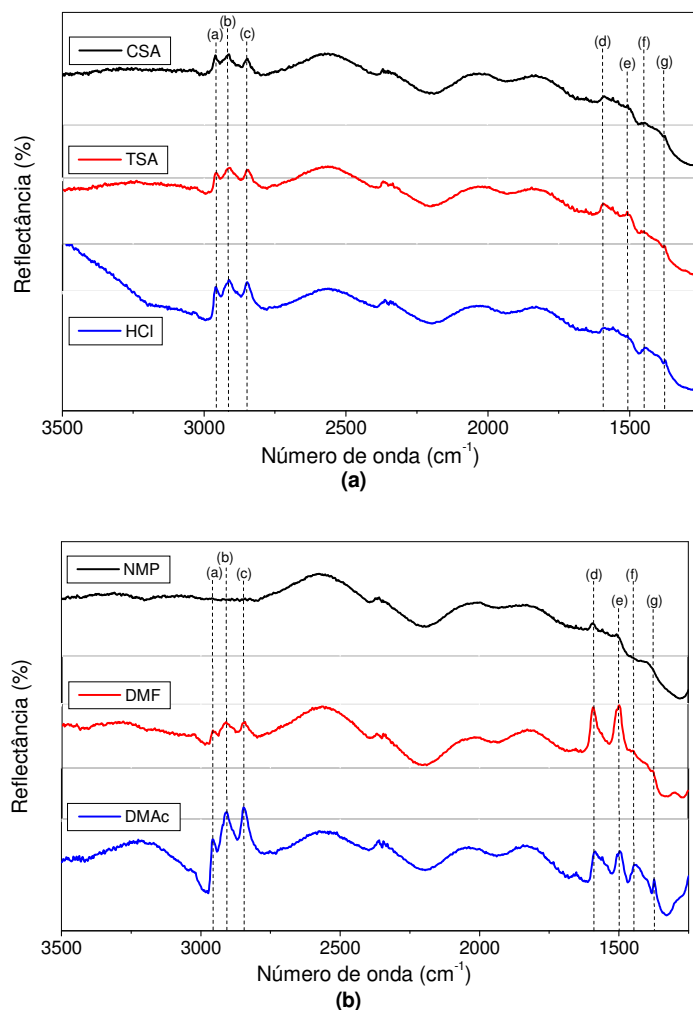 (a) (b) (c) (d) (e) (f) (g)
CSA
TSA
HCl
Reflectância (%)
3500 3000 2500 2000 1500
Número de onda (cm⁻¹)
(a)
(a) (b) (c) (d) (e) (f) (g)
NMP
DMF
DMAc
Reflectância (%)
3500 3000 2500 2000 1500
Número de onda (cm⁻¹)
(b)